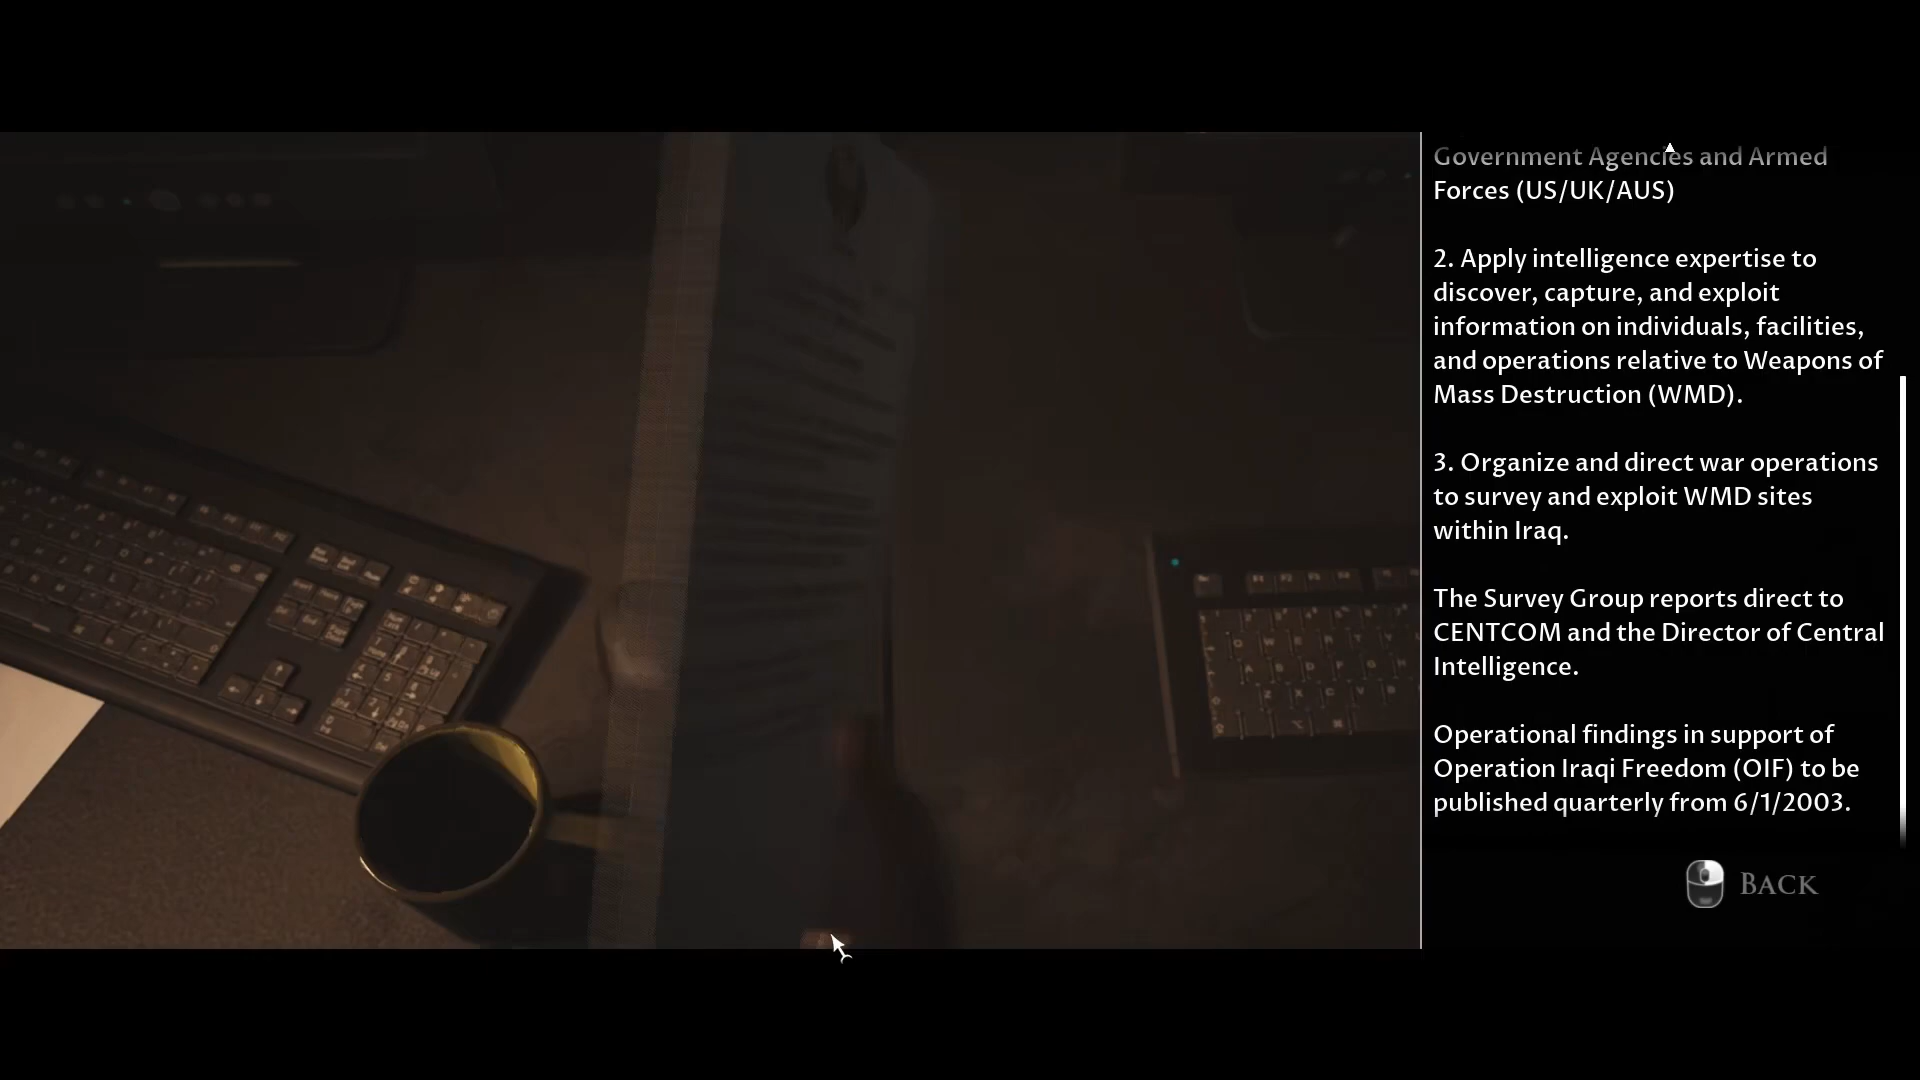 Government Agencies and Armed
Forces (US/UK/AUS)
2. Apply intelligence expertise to
discover, capture, and exploit
information on individuals, facilities,
and operations relative to Weapons of
Mass Destruction (WMD).
3. Organize and direct war operations
to survey and exploit WMD sites
within Iraq.
The Survey Group reports direct to
CENTCOM and the Director of Central
Intelligence.
Operational findings in support of
Operation Iraqi Freedom (OIF) to be
published quarterly from 6/1/2003.
BACK